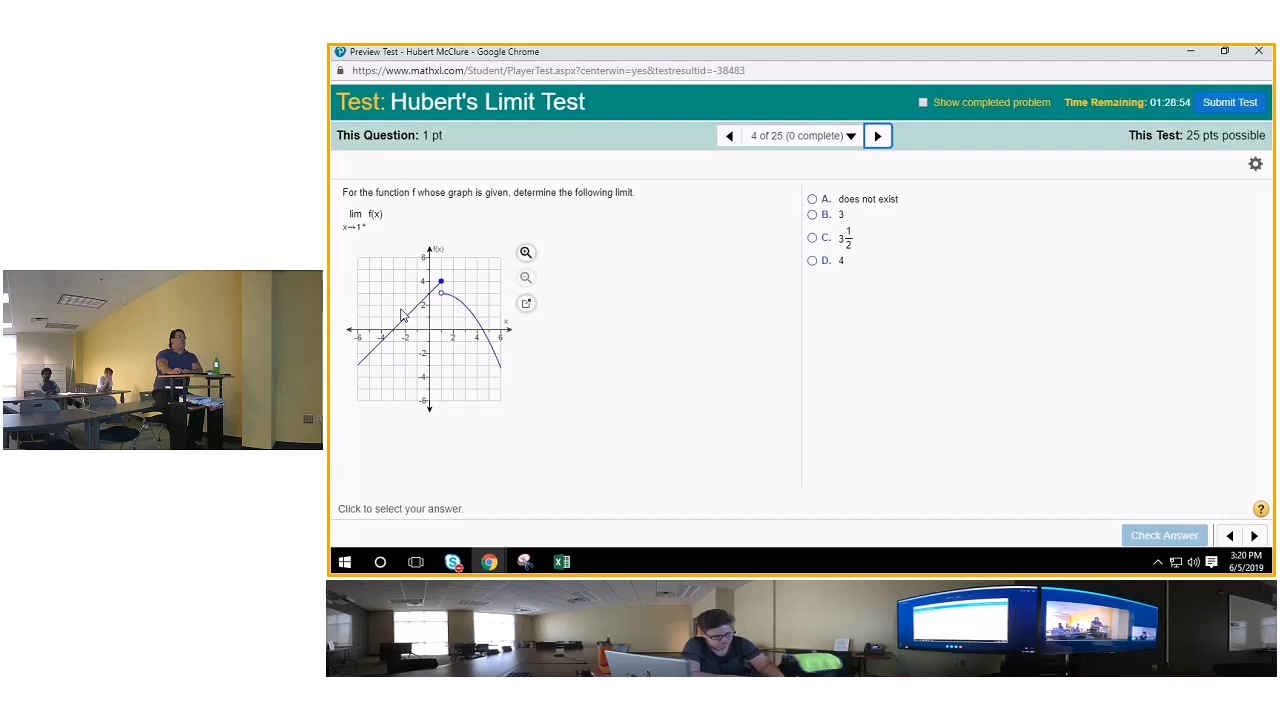 Preview Test - Hubert McClure - Google Chrome
https://www.mathxl.com/Student/PlayerTest.aspx?centerwin=yes&testresultid=-38483
Test: Hubert's Limit Test
Show completed problem
Time Remaining: 01:28:54
Submit Test
This Question: 1 pt
4 of 25 (0 complete)
This Test: 25 pts possible
For the function f whose graph is given, determine the following limit.
lim f(x)
x→1⁺
f(x)
6
4
2
x
-6 -4 -2 2 4 6
-2
-4
-6
A. does not exist
B. 3
C. 3 1/2
D. 4
Click to select your answer.
?
Check Answer
3:20 PM
6/5/2019